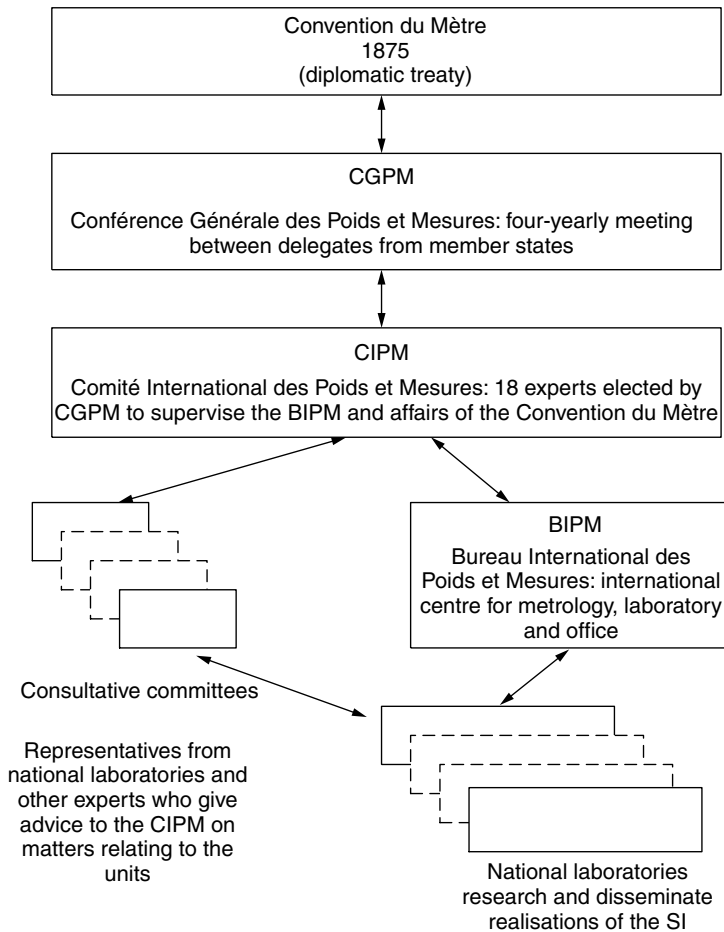 Convention du Mètre
1875
(diplomatic treaty)
CGPM
Conférence Générale des Poids et Mesures: four-yearly meeting
between delegates from member states
CIPM
Comité International des Poids et Mesures: 18 experts elected by
CGPM to supervise the BIPM and affairs of the Convention du Mètre
BIPM
Bureau International des
Poids et Mesures: international
centre for metrology, laboratory
and office
Consultative committees
Representatives from
national laboratories and
other experts who give
advice to the CIPM on
matters relating to the
units
National laboratories
research and disseminate
realisations of the SI